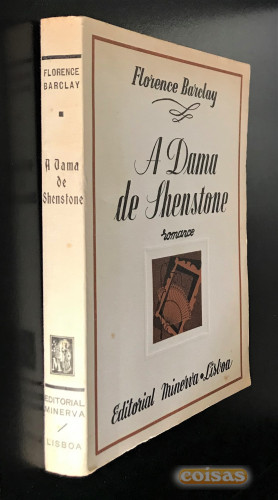 FLORENCE
BARCLAY
A Dama
de
Shenstone
EDITORIAL
MINERVA
LISBOA
Florence Barclay
A Dama
de Shenstone
romance
Editorial Minerva • Lisboa
coisas